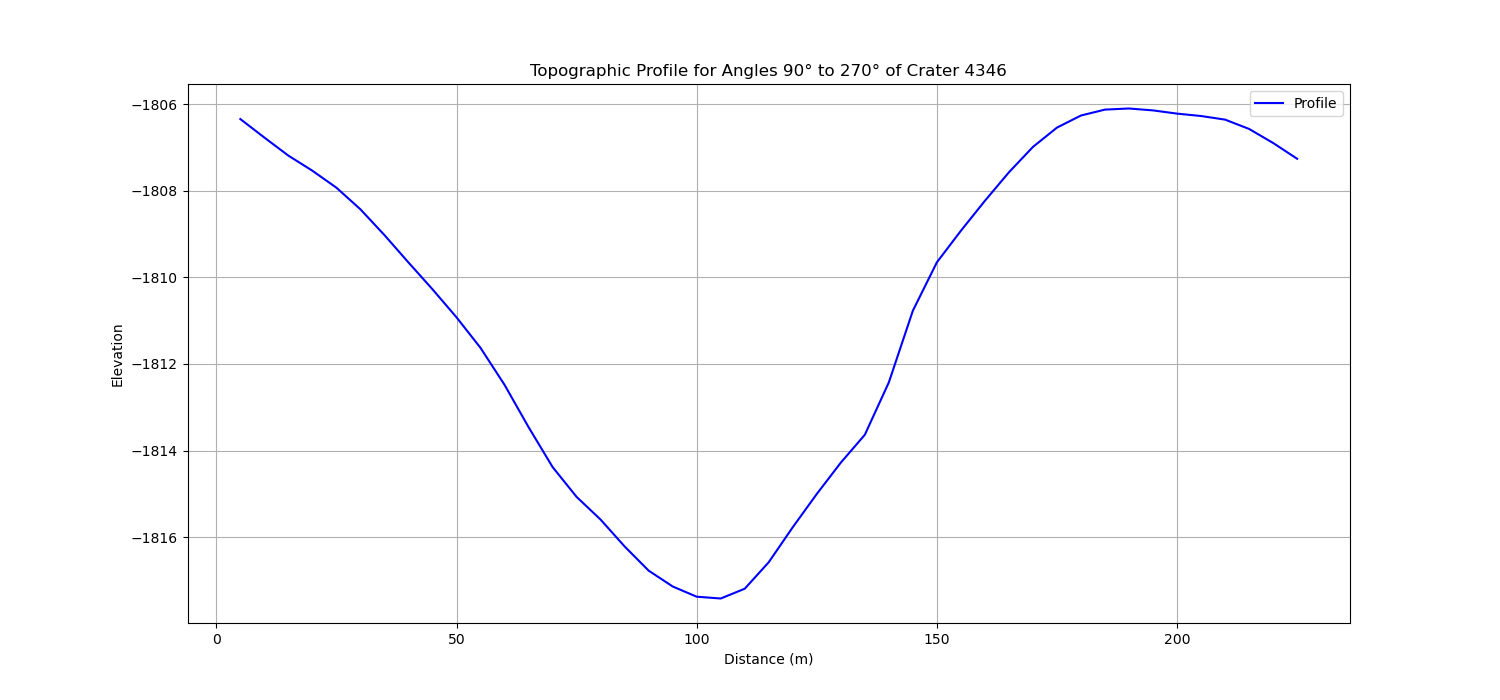 Topographic Profile for Angles 90° to 270° of Crater 4346
Profile
−1806
−1808
−1810
−1812
−1814
−1816
Elevation
0 50 100 150 200
Distance (m)